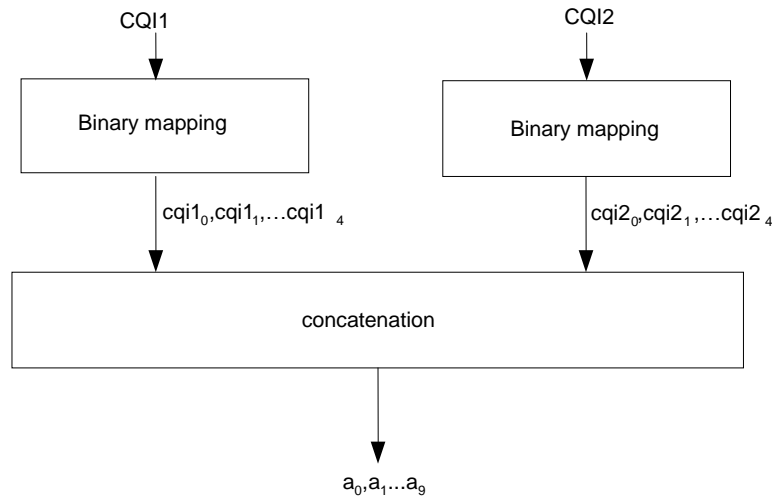 CQI1
CQI2
Binary mapping
Binary mapping
cqi1₀,cqi1₁,…cqi1 ₄
cqi2₀,cqi2₁,…cqi2 ₄
concatenation
a₀,a₁...a₉